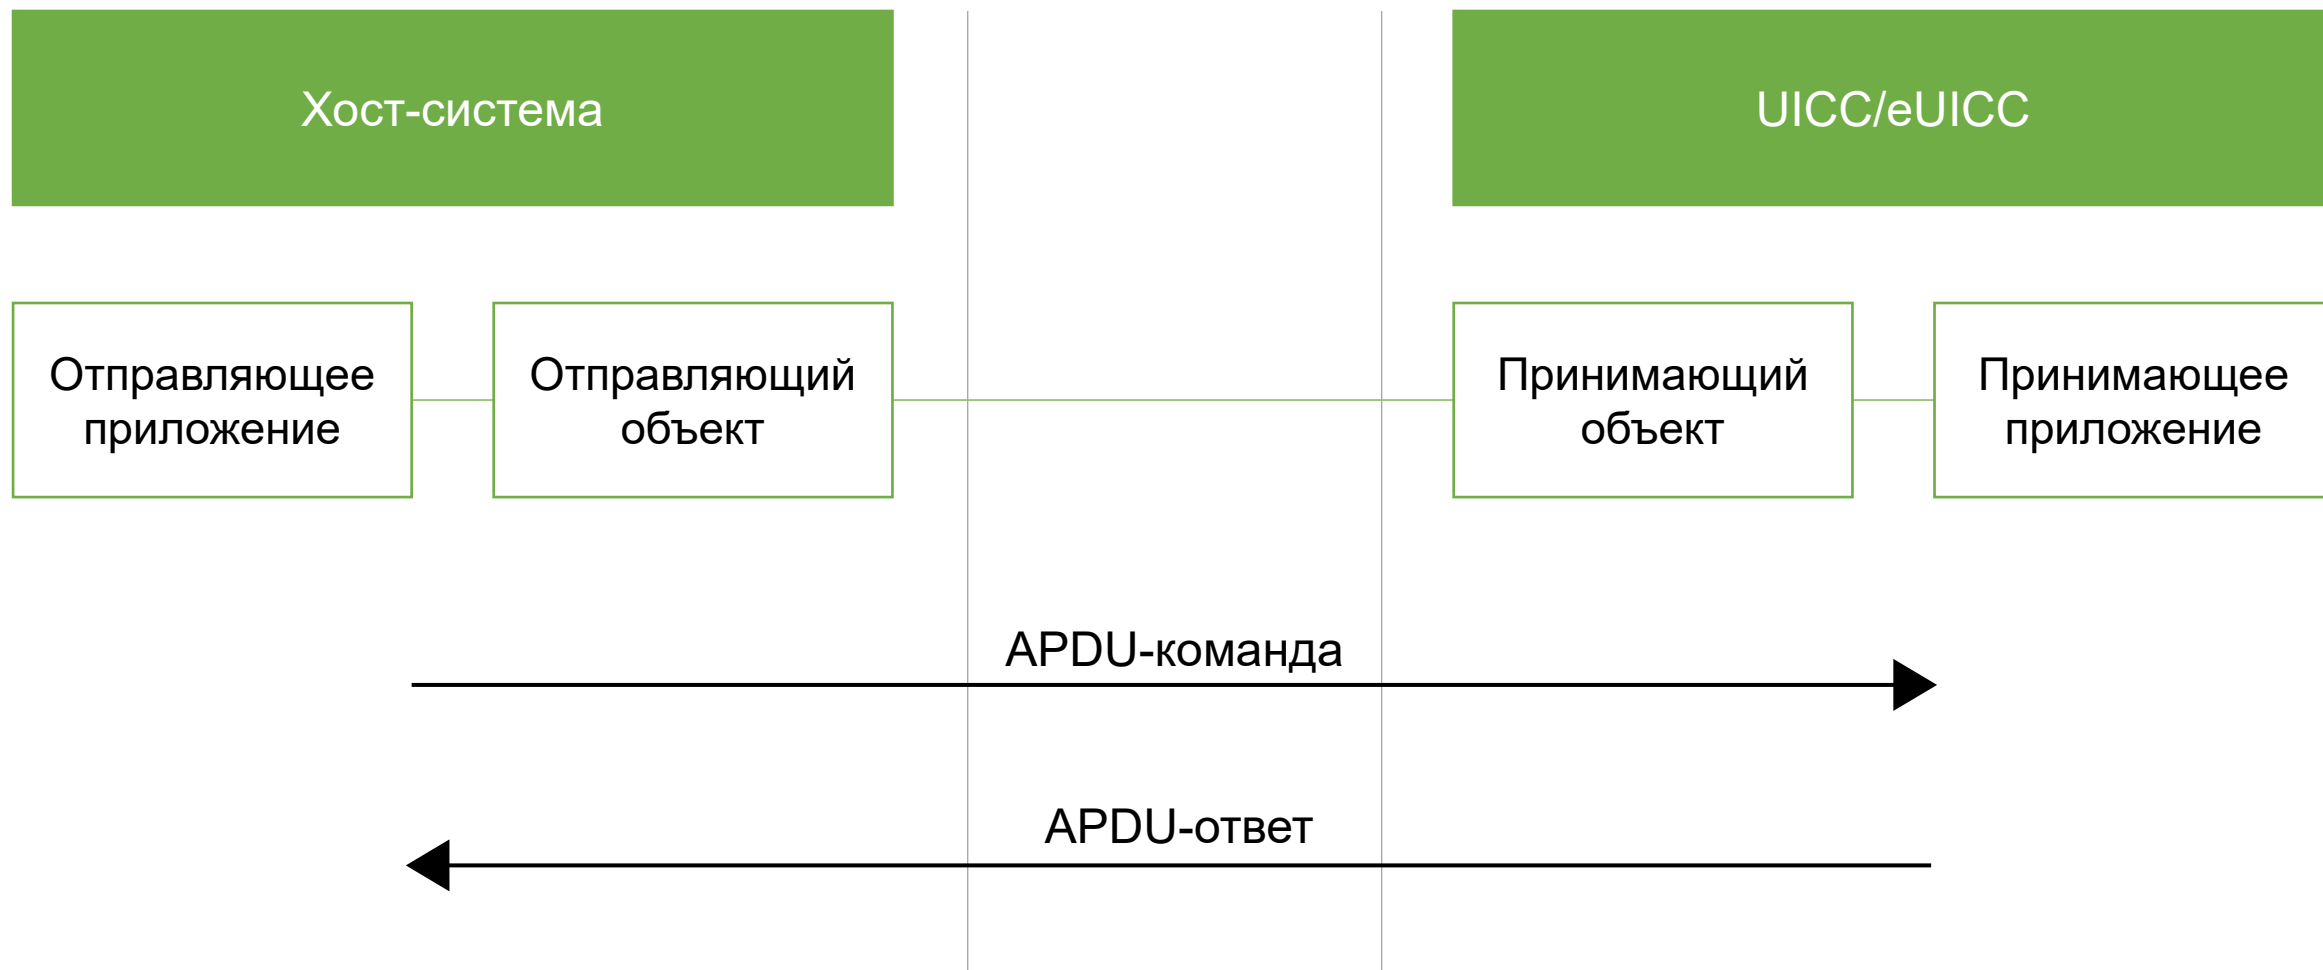 Хост-система
UICC/eUICC
Отправляющее
приложение
Отправляющий
объект
Принимающий
объект
Принимающее
приложение
APDU-команда
APDU-ответ